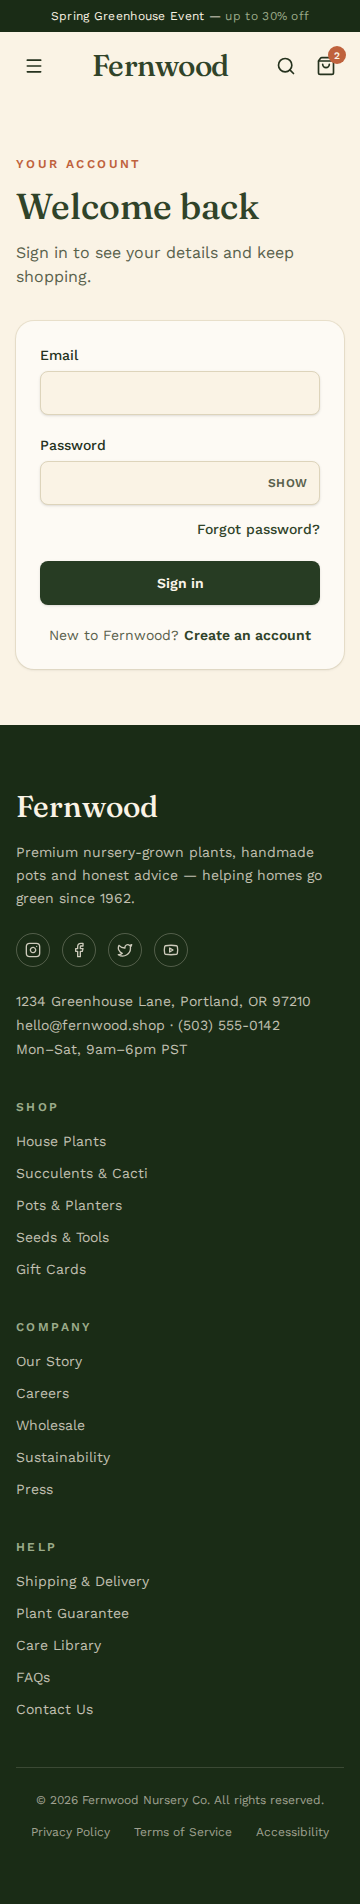 Spring Greenhouse Event — up to 30% off
Fernwood
2
YOUR ACCOUNT
Welcome back
Sign in to see your details and keep
shopping.
Email
Password
SHOW
Forgot password?
Sign in
New to Fernwood? Create an account
Fernwood
Premium nursery-grown plants, handmade
pots and honest advice — helping homes go
green since 1962.
1234 Greenhouse Lane, Portland, OR 97210
hello@fernwood.shop · (503) 555-0142
Mon–Sat, 9am–6pm PST
SHOP
House Plants
Succulents & Cacti
Pots & Planters
Seeds & Tools
Gift Cards
COMPANY
Our Story
Careers
Wholesale
Sustainability
Press
HELP
Shipping & Delivery
Plant Guarantee
Care Library
FAQs
Contact Us
© 2026 Fernwood Nursery Co. All rights reserved.
Privacy Policy Terms of Service Accessibility